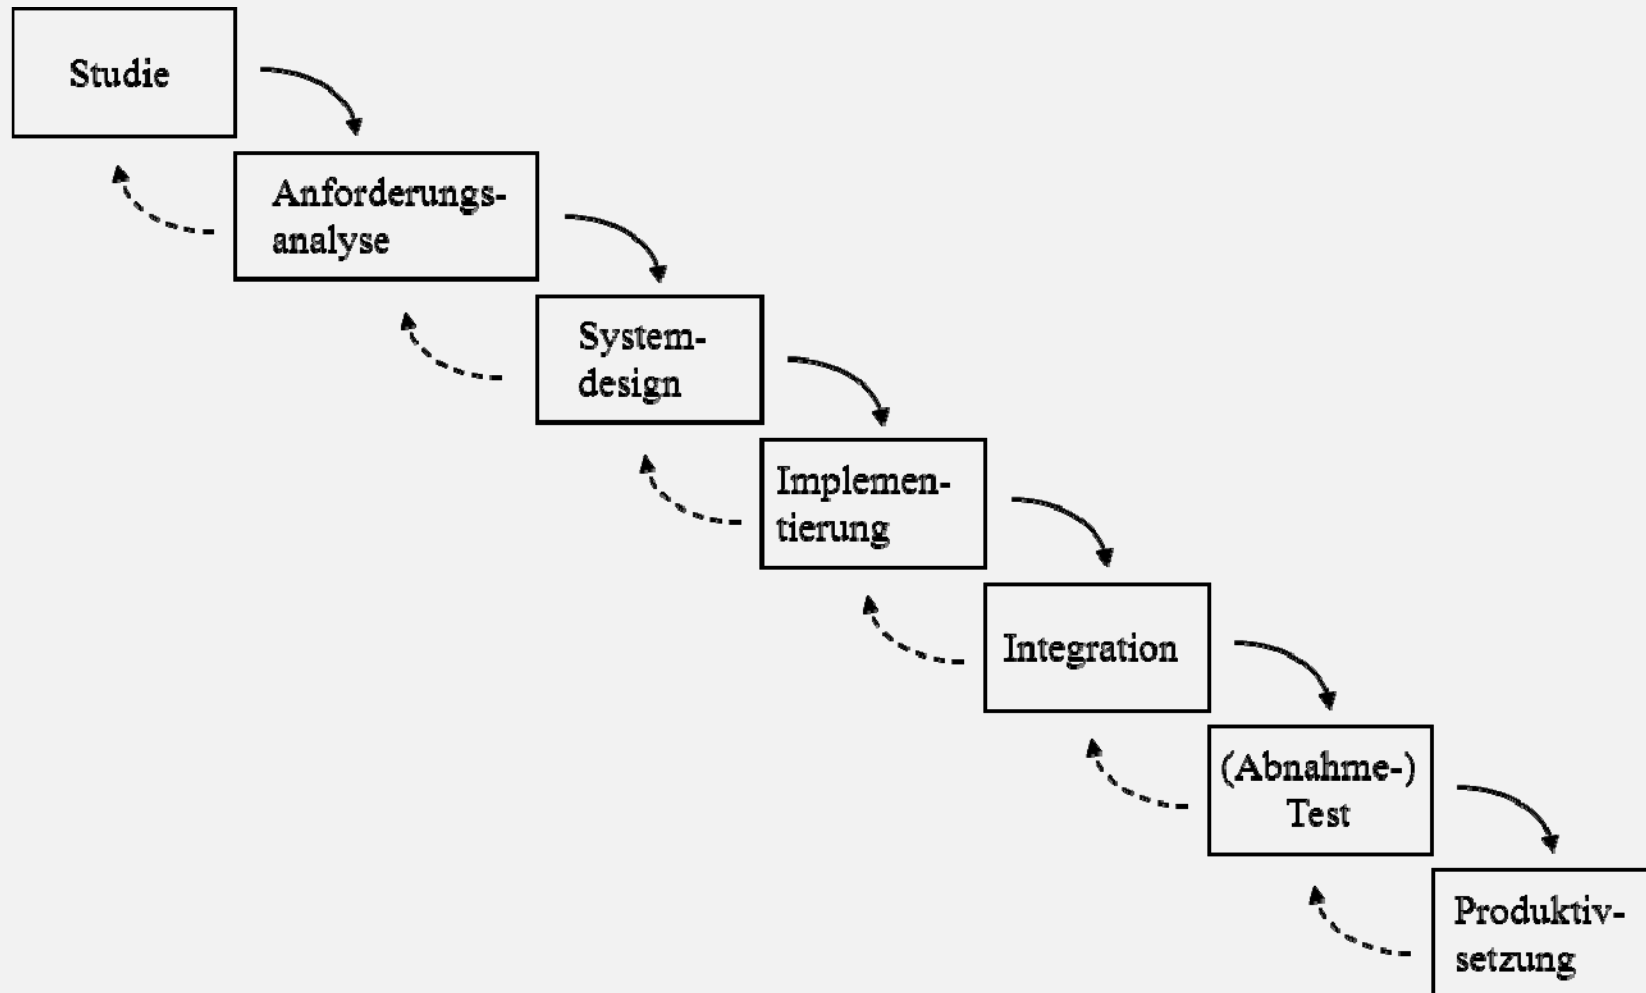 Studie
Anforderungs-
analyse
System-
design
Implemen-
tierung
Integration
(Abnahme-)
Test
Produktiv-
setzung